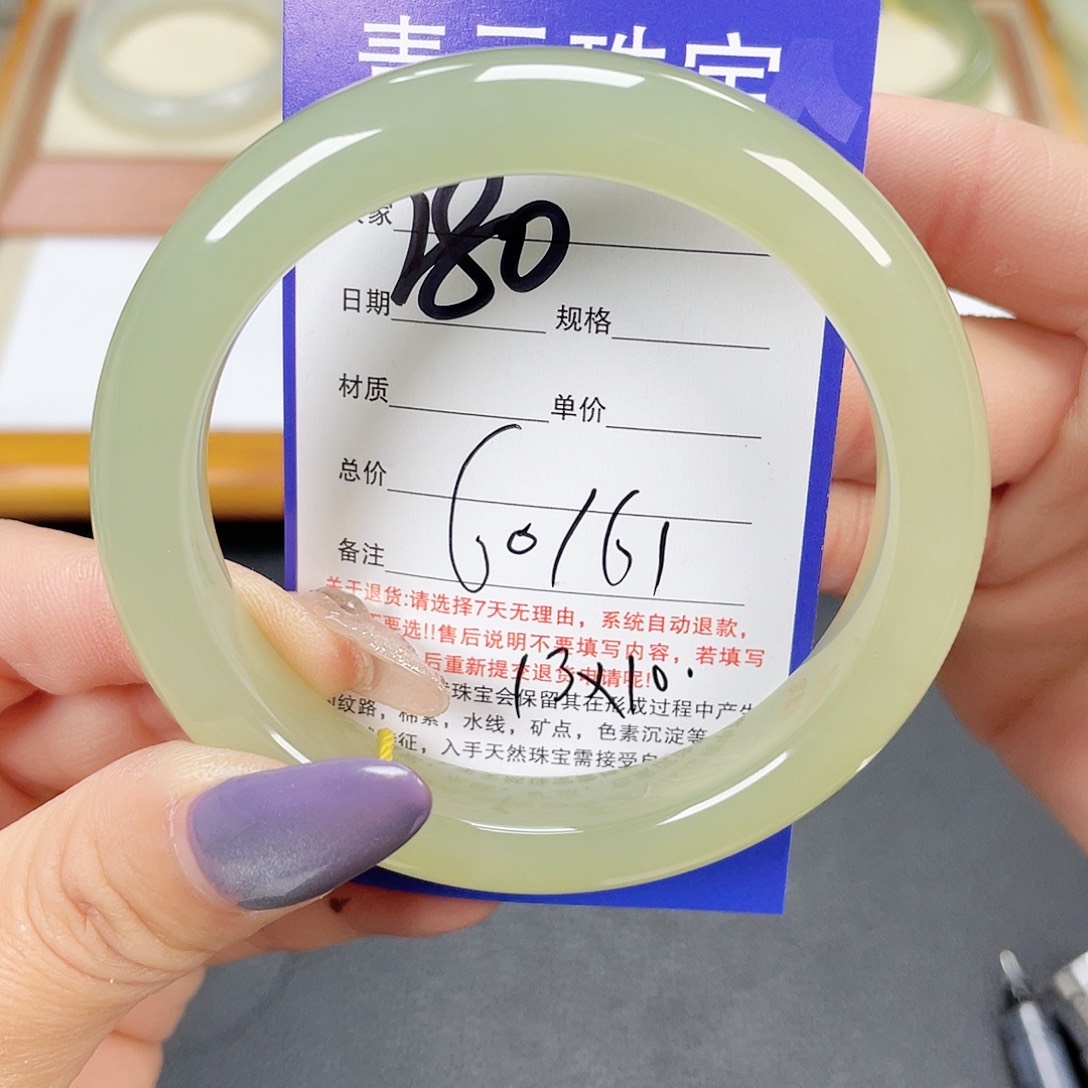 珠宝
家 180
日期 规格
材质 单价
总价
60/61
备注
关于退货:请选择7天无理由，系统自动退款，
不要选!!售后说明不要填写内容，若填写
后重新提交退货申请呢!
13x10.
珠宝会保留其在形成过程中产生
纹路，棉絮，水线，矿点，色素沉淀等
征，入手天然珠宝需接受